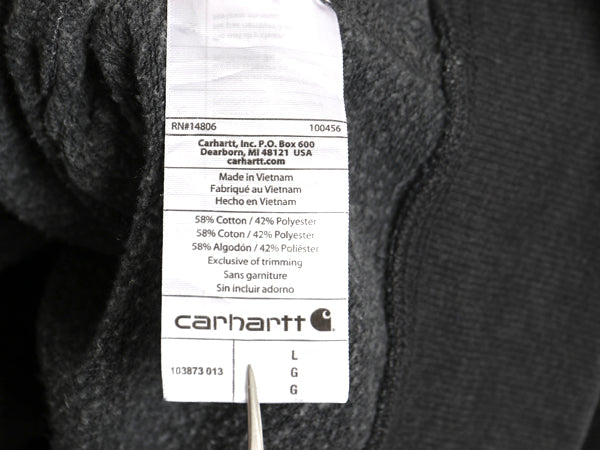 RN#14806 100456
Carhartt, Inc. P.O. Box 600
Dearborn, MI 48121 USA
carhartt.com
Made in Vietnam
Fabriqué au Vietnam
Hecho en Vietnam
58% Cotton / 42% Polyester
58% Coton / 42% Polyester
58% Algodón / 42% Poliéster
Exclusive of trimming
Sans garniture
Sin incluir adorno
carhartt
103873 013
L
G
G